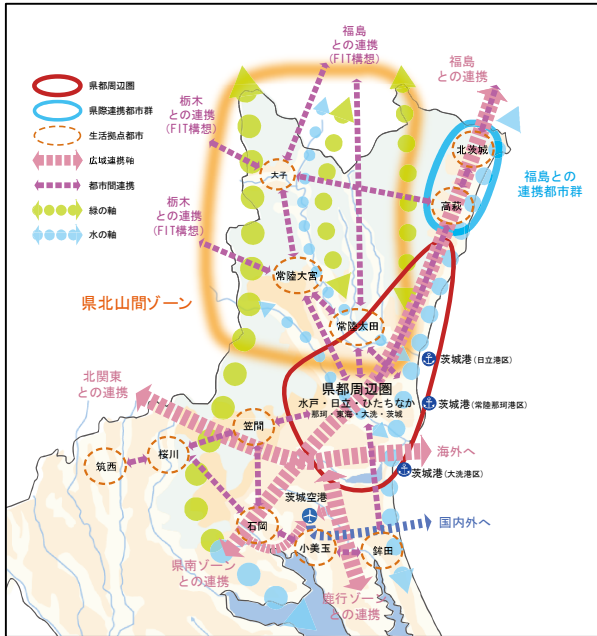 県都周辺圏
県際連携都市群
生活拠点都市
広域連携軸
都市間連携
緑の軸
水の軸
福島
との連携
(FIT構想)
福島
との連携
栃木
との連携
(FIT構想)
北茨城
大子
福島との
連携都市群
高萩
栃木
との連携
(FIT構想)
常陸大宮
県北山間ゾーン
常陸太田
茨城港(日立港区)
北関東
との連携
県都周辺圏
水戸・日立・ひたちなか
那珂・東海・大洗・茨城
茨城港(常陸那珂港区)
笠間
海外へ
桜川
筑西
茨城港(大洗港区)
茨城空港
石岡
国内外へ
小美玉
鉾田
県南ゾーン
との連携
鹿行ゾーン
との連携